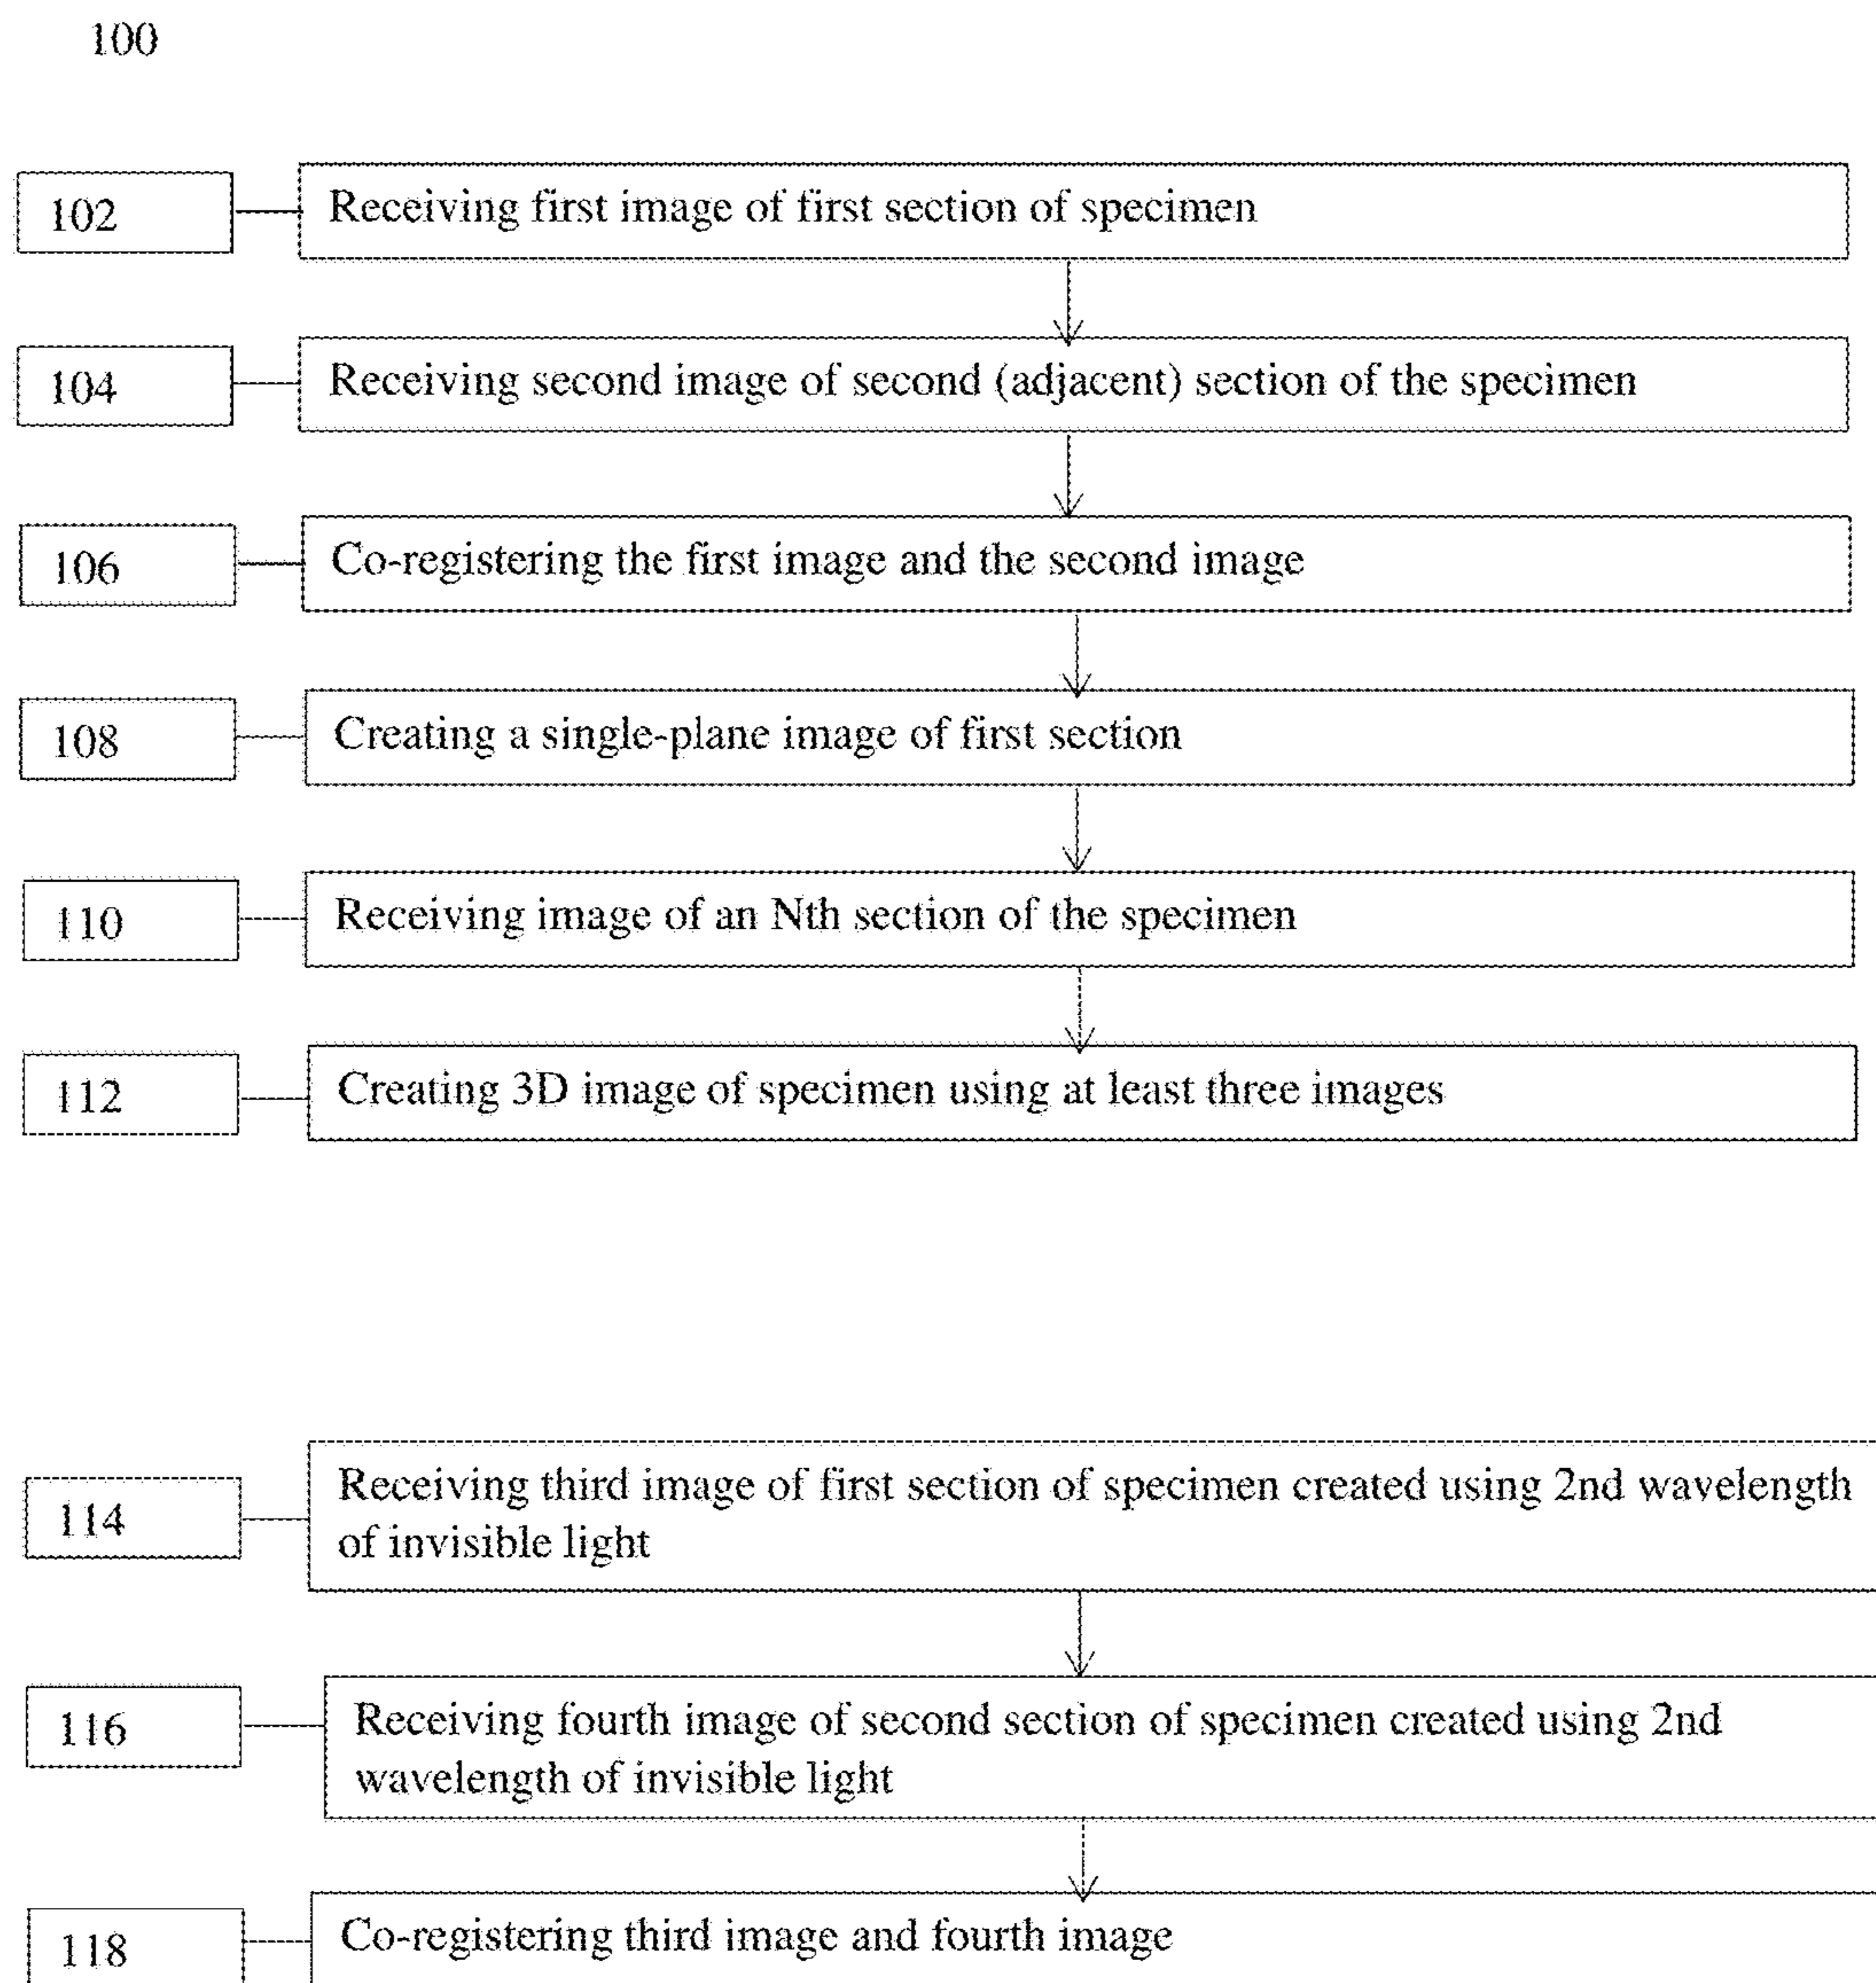 100
102
Receiving first image of first section of specimen
104
Receiving second image of second (adjacent) section of the specimen
106
Co-registering the first image and the second image
108
Creating a single-plane image of first section
110
Receiving image of an Nth section of the specimen
112
Creating 3D image of specimen using at least three images
114
Receiving third image of first section of specimen created using 2nd wavelength
of invisible light
116
Receiving fourth image of second section of specimen created using 2nd
wavelength of invisible light
118
Co-registering third image and fourth image